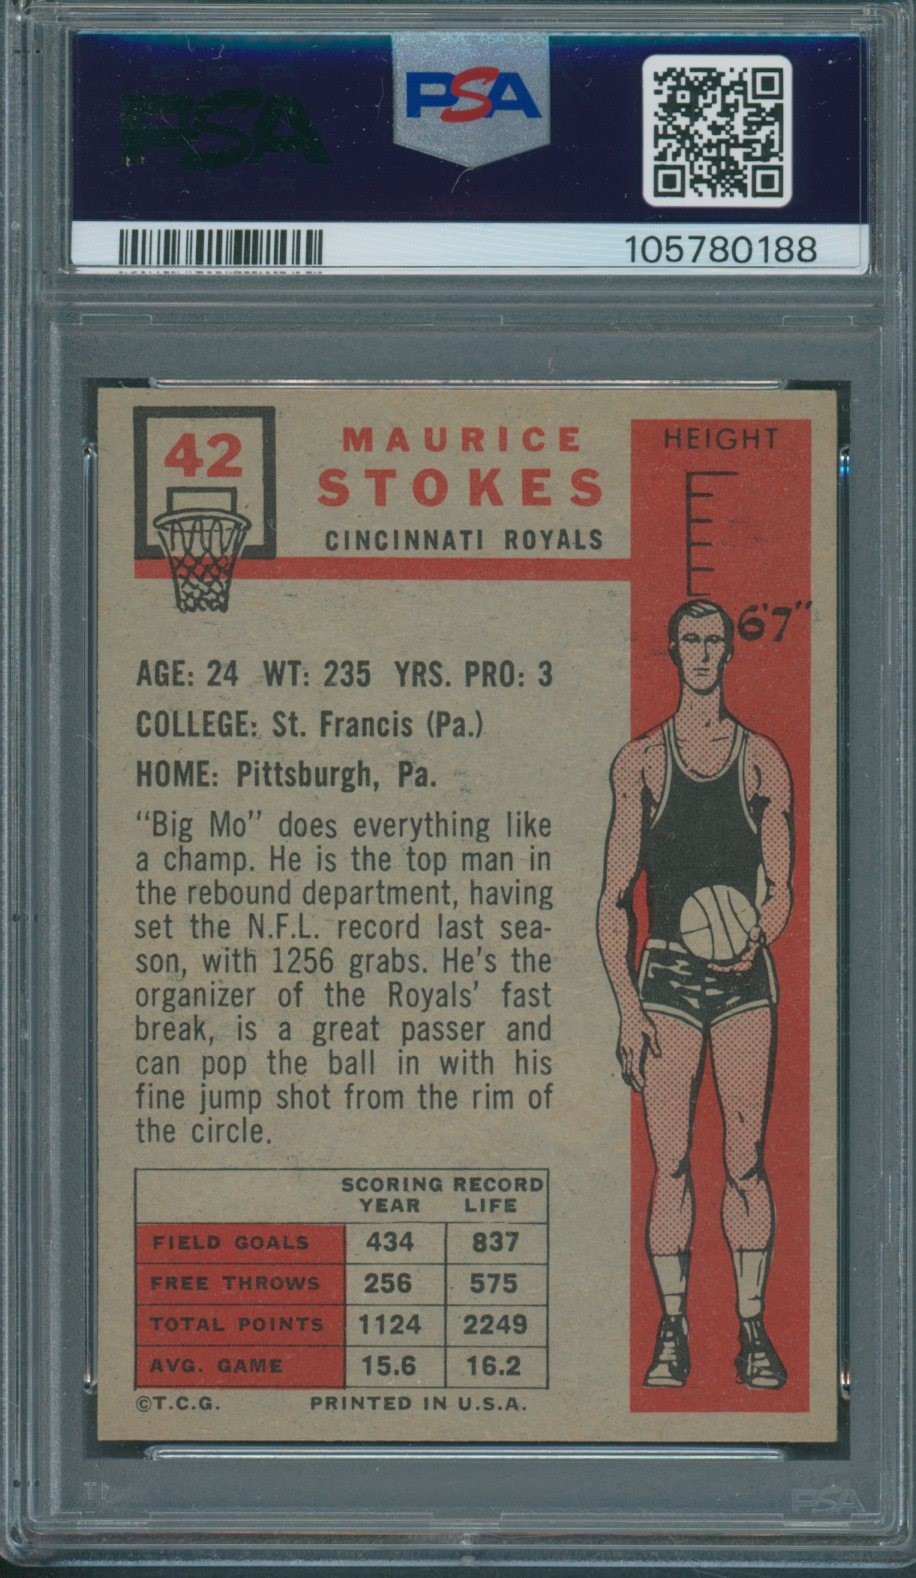 PSA
PSA
105780188
42
MAURICE
STOKES
CINCINNATI ROYALS
HEIGHT
6'7"
AGE: 24 WT: 235 YRS. PRO: 3
COLLEGE: St. Francis (Pa.)
HOME: Pittsburgh, Pa.
"Big Mo" does everything like
a champ. He is the top man in
the rebound department, having
set the N.F.L. record last sea-
son, with 1256 grabs. He's the
organizer of the Royals' fast
break, is a great passer and
can pop the ball in with his
fine jump shot from the rim of
the circle.
SCORING RECORD
YEAR LIFE
FIELD GOALS 434 837
FREE THROWS 256 575
TOTAL POINTS 1124 2249
AVG. GAME 15.6 16.2
©T.C.G. PRINTED IN U.S.A.
PSA